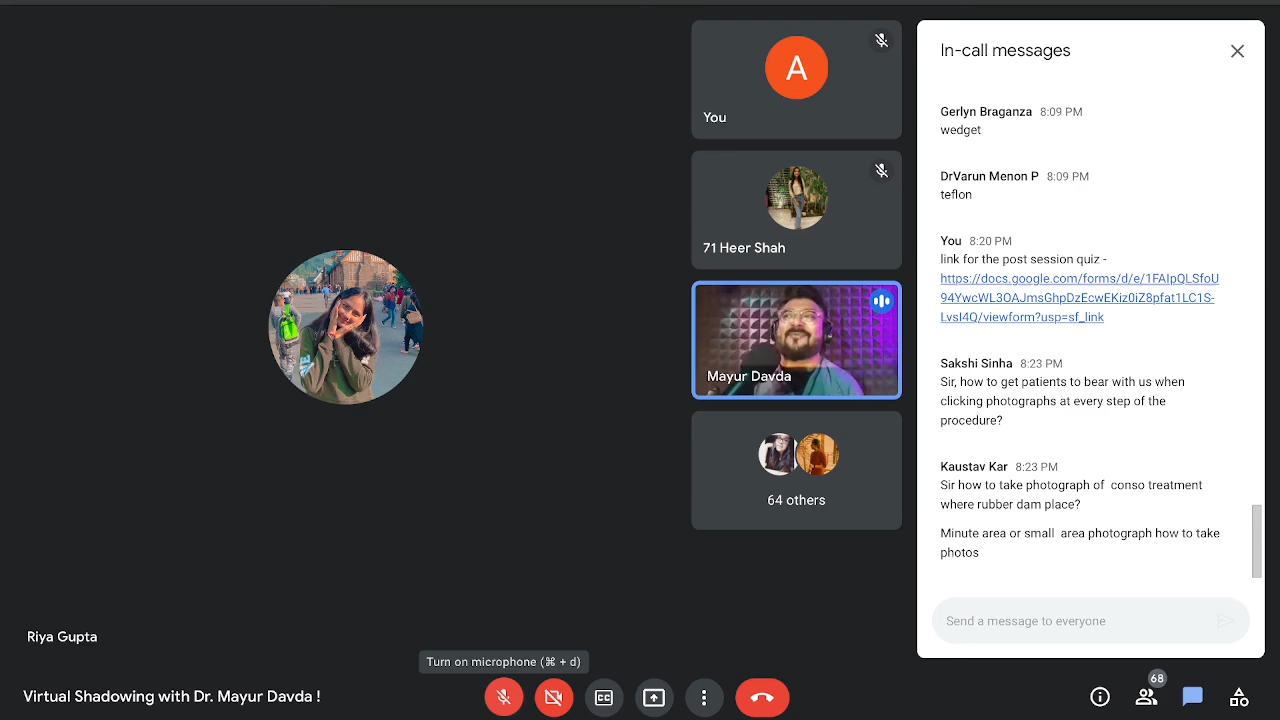 A
You
71 Heer Shah
Mayur Davda
64 others
Riya Gupta
Turn on microphone (⌘ + d)
Virtual Shadowing with Dr. Mayur Davda !
CC
68
In-call messages
Gerlyn Braganza 8:09 PM
wedget
DrVarun Menon P 8:09 PM
teflon
You 8:20 PM
link for the post session quiz -
https://docs.google.com/forms/d/e/1FAIpQLSfoU
94YwcWL3OAJmsGhpDzEcwEKiz0iZ8pfat1LC1S-
LvsI4Q/viewform?usp=sf_link
Sakshi Sinha 8:23 PM
Sir, how to get patients to bear with us when
clicking photographs at every step of the
procedure?
Kaustav Kar 8:23 PM
Sir how to take photograph of  conso treatment
where rubber dam place?
Minute area or small  area photograph how to take
photos
Send a message to everyone